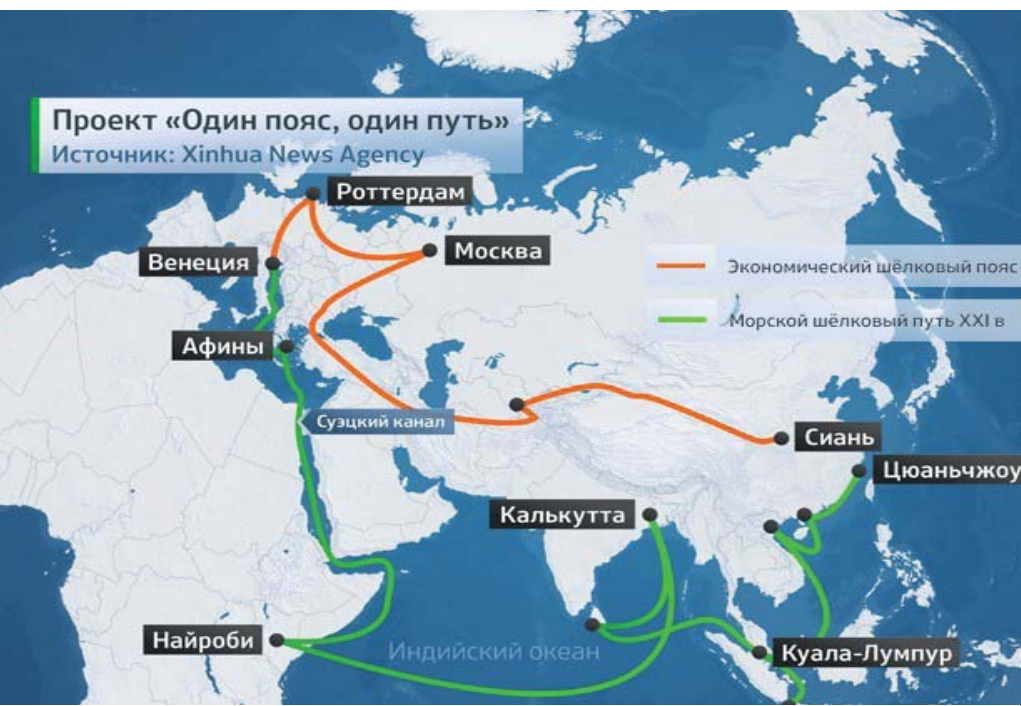 Проект «Один пояс, один путь»
Источник: Xinhua News Agency
Роттердам
Москва
Венеция
Экономический шёлковый пояс
Морской шёлковый путь XXI в
Афины
Суэцкий канал
Сиань
Цюаньчжоу
Калькутта
Найроби
Индийский океан
Куала-Лумпур